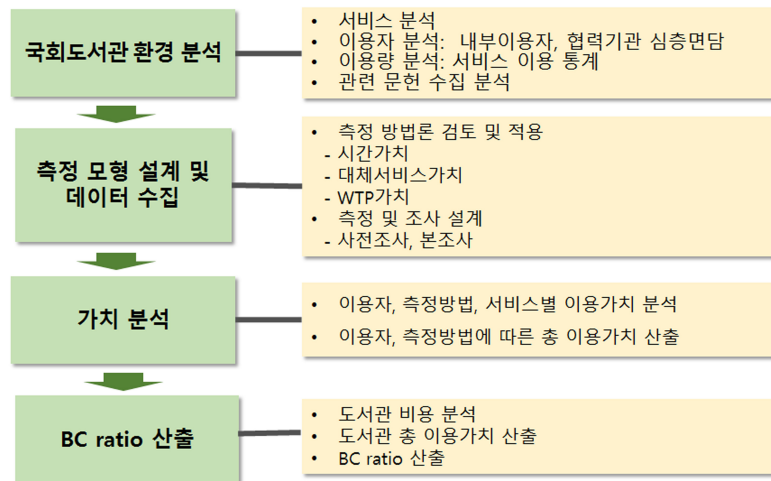 국회도서관 환경 분석
• 서비스 분석
• 이용자 분석: 내부이용자, 협력기관 심층면담
• 이용량 분석: 서비스 이용 통계
• 관련 문헌 수집 분석
측정 모형 설계 및
데이터 수집
• 측정 방법론 검토 및 적용
- 시간가치
- 대체서비스가치
- WTP가치
• 측정 및 조사 설계
- 사전조사, 본조사
가치 분석
• 이용자, 측정방법, 서비스별 이용가치 분석
• 이용자, 측정방법에 따른 총 이용가치 산출
BC ratio 산출
• 도서관 비용 분석
• 도서관 총 이용가치 산출
• BC ratio 산출